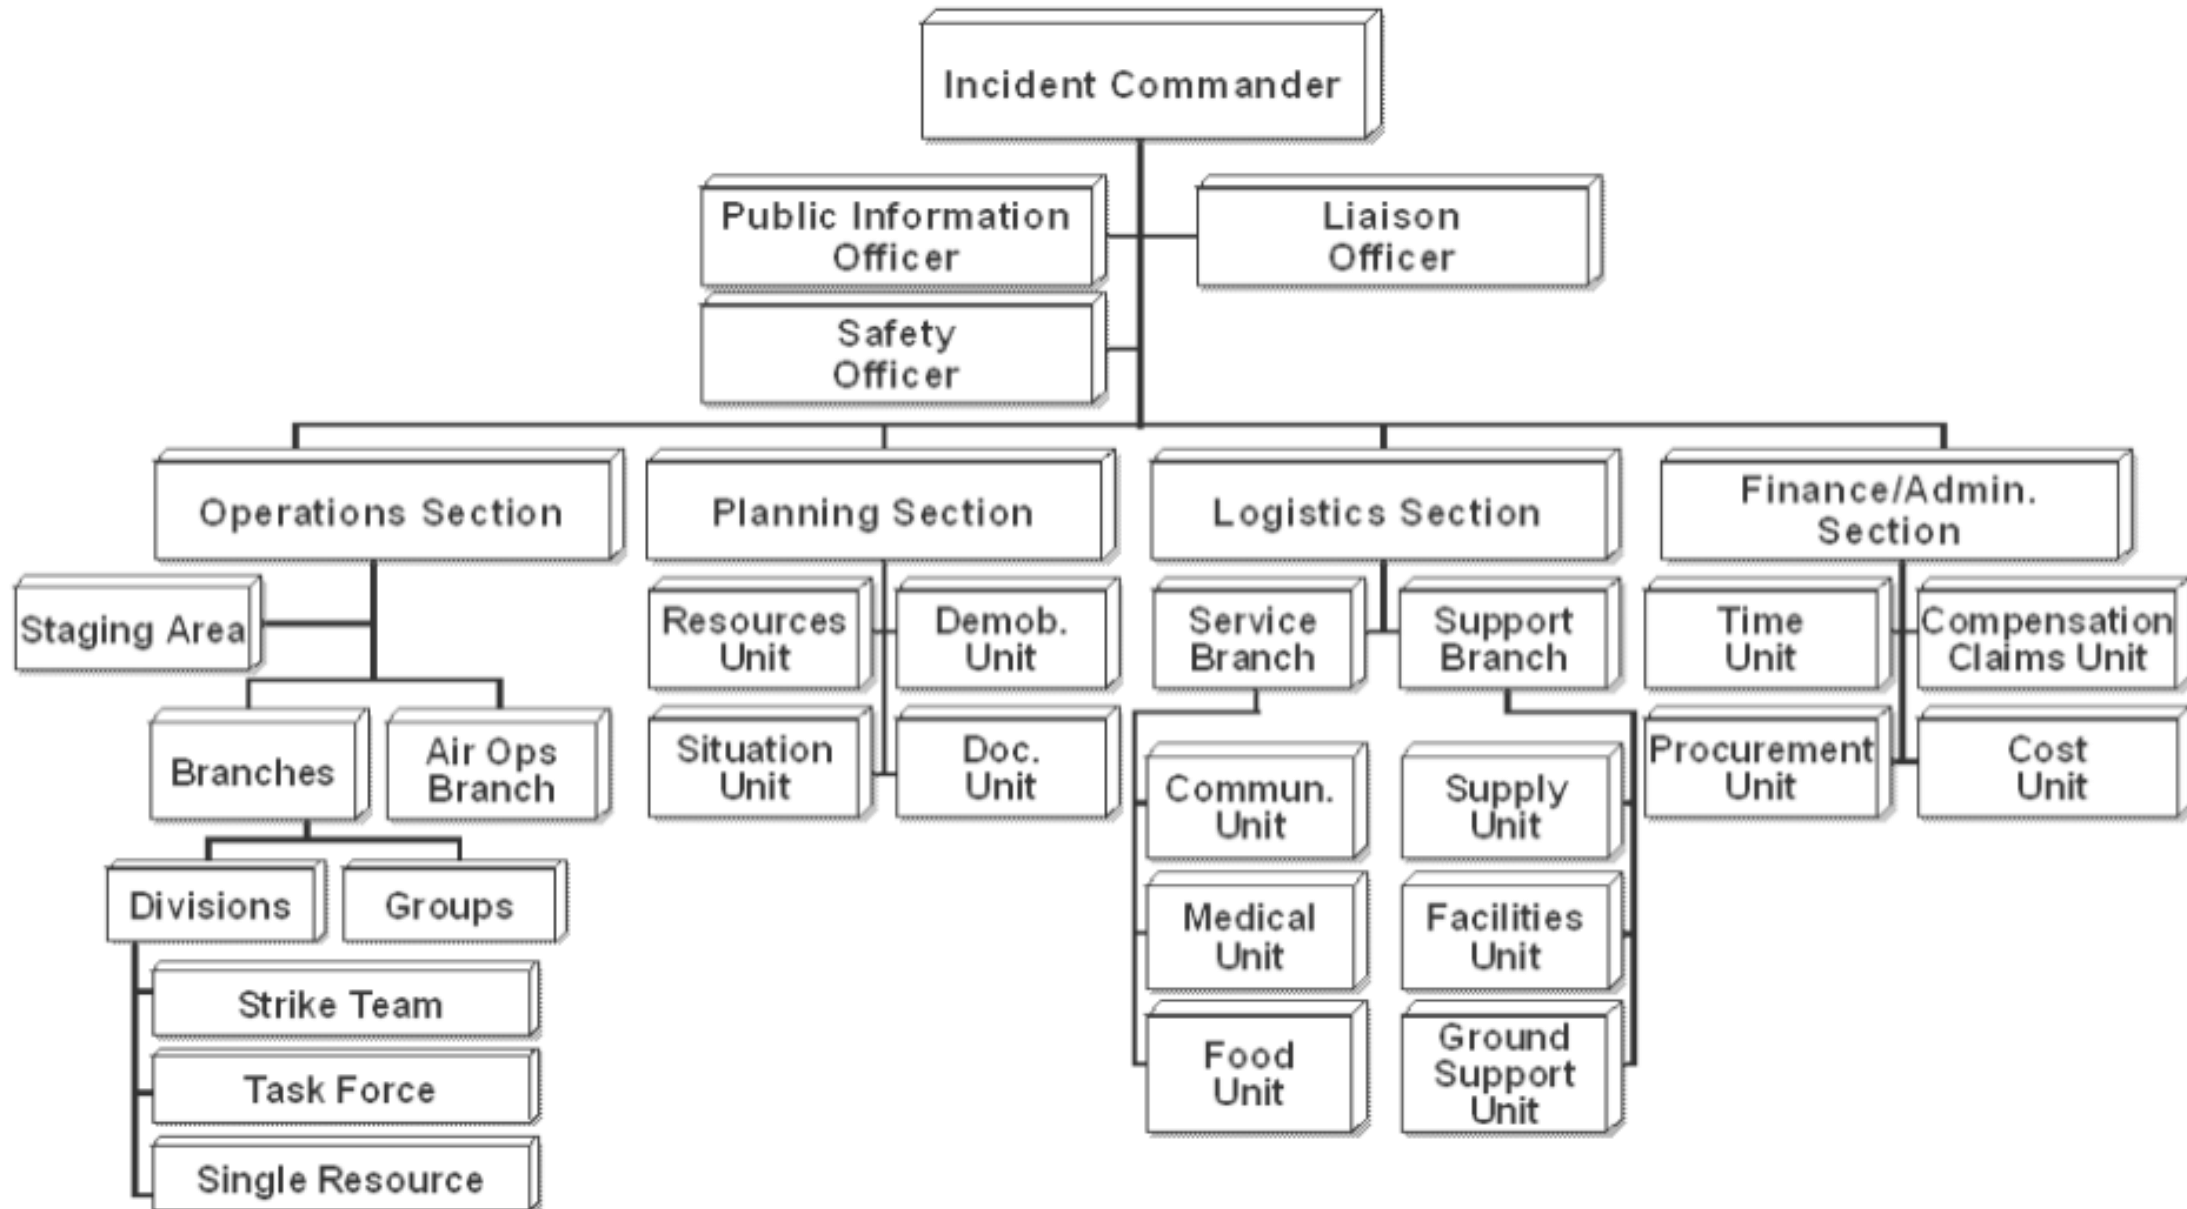 Incident Commander
Public Information
Officer
Liaison
Officer
Safety
Officer
Operations Section
Planning Section
Logistics Section
Finance/Admin.
Section
Staging Area
Resources
Unit
Demob.
Unit
Service
Branch
Support
Branch
Time
Unit
Compensation
Claims Unit
Branches
Air Ops
Branch
Situation
Unit
Doc.
Unit
Commun.
Unit
Supply
Unit
Procurement
Unit
Cost
Unit
Divisions
Groups
Medical
Unit
Facilities
Unit
Strike Team
Task Force
Single Resource
Food
Unit
Ground
Support
Unit